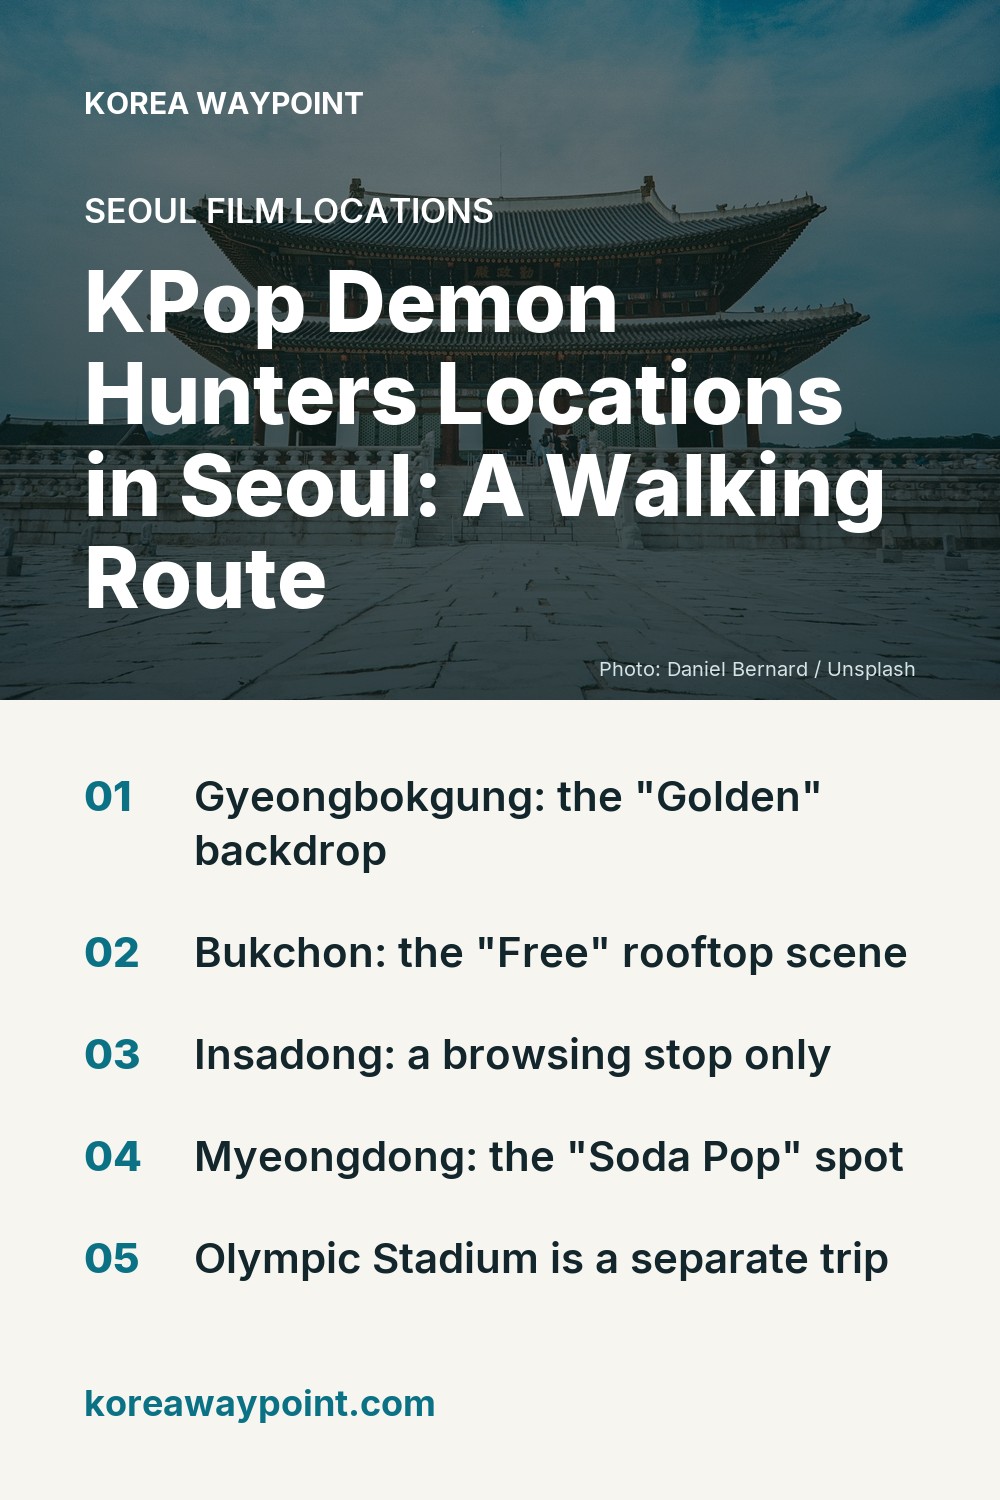 KOREA WAYPOINT
SEOUL FILM LOCATIONS
KPop Demon
Hunters Locations
in Seoul: A Walking
Route
Photo: Daniel Bernard / Unsplash
01 Gyeongbokgung: the "Golden"
backdrop
02 Bukchon: the "Free" rooftop scene
03 Insadong: a browsing stop only
04 Myeongdong: the "Soda Pop" spot
05 Olympic Stadium is a separate trip
koreawaypoint.com